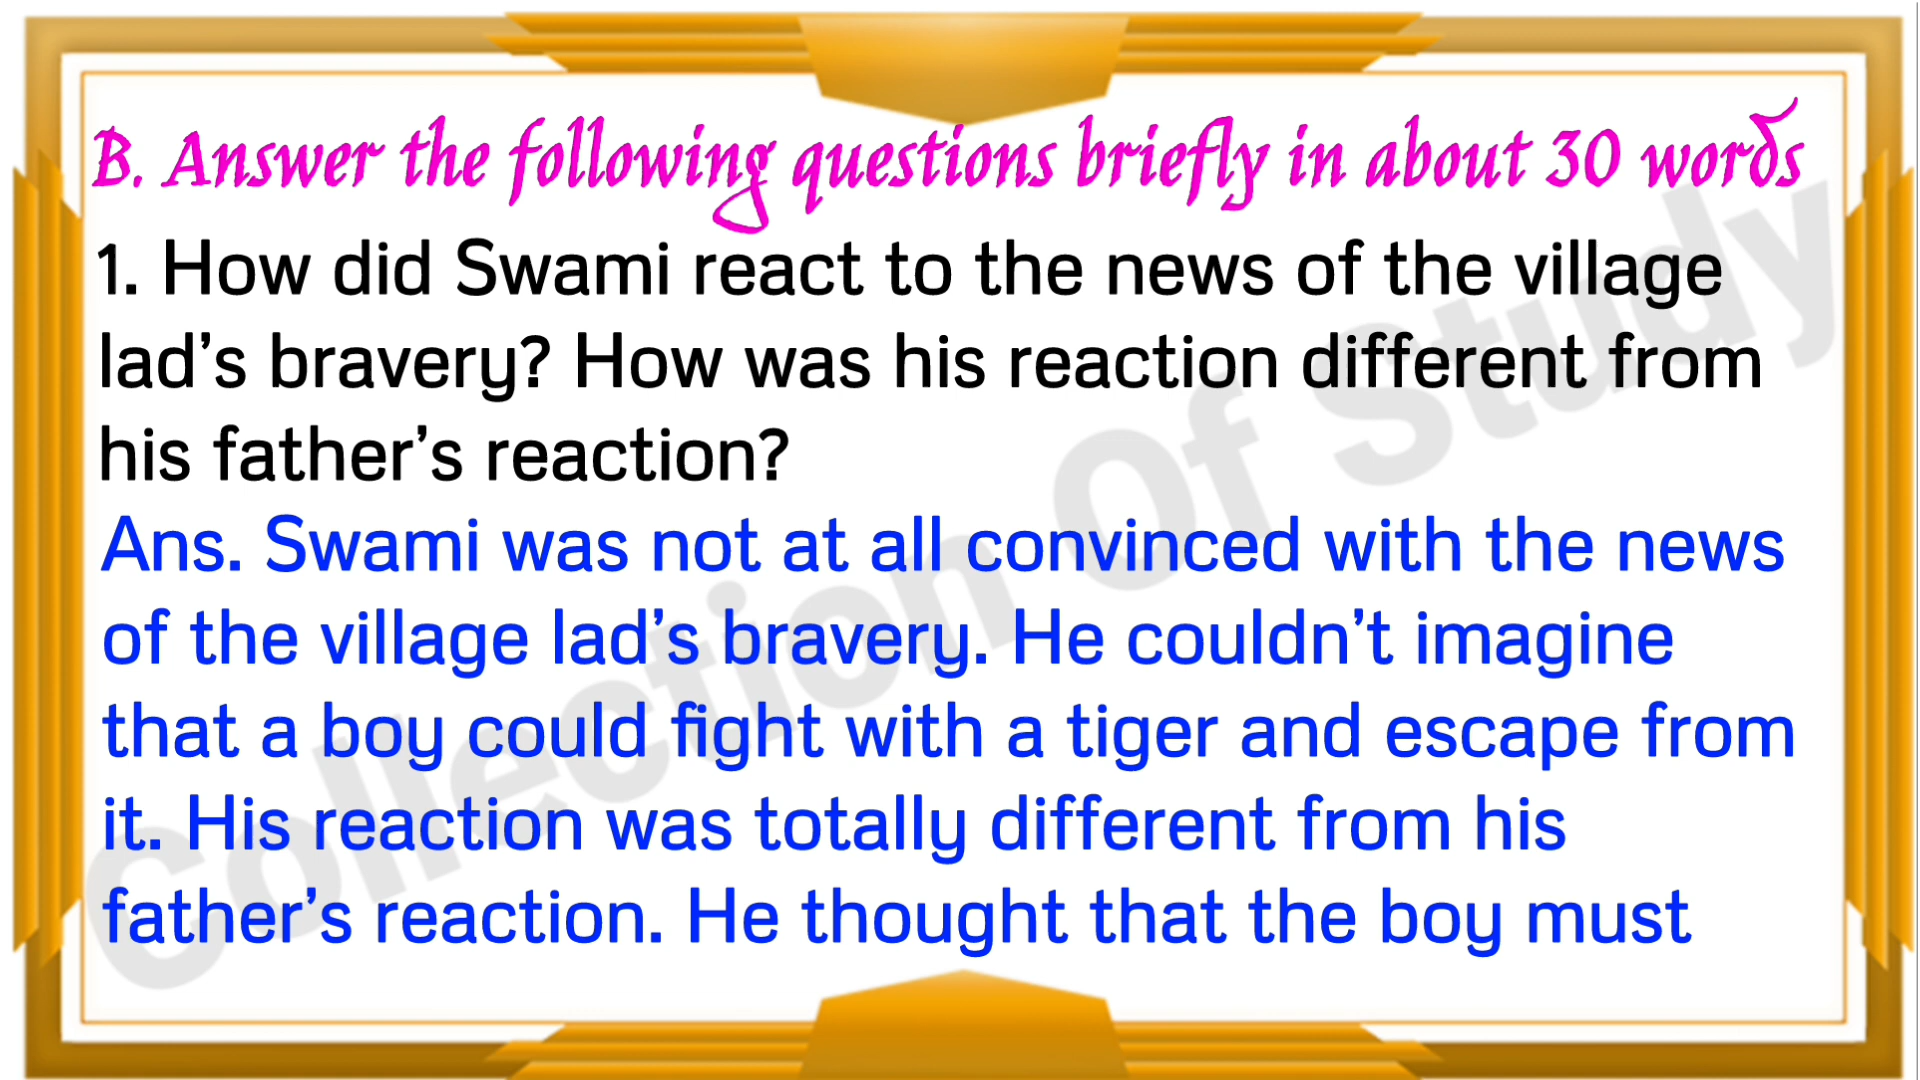 B. Answer the following questions briefly in about 30 words
1. How did Swami react to the news of the village
lad’s bravery? How was his reaction different from
his father’s reaction?
Ans. Swami was not at all convinced with the news
of the village lad’s bravery. He couldn’t imagine
that a boy could fight with a tiger and escape from
it. His reaction was totally different from his
father’s reaction. He thought that the boy must
Collection Of Study